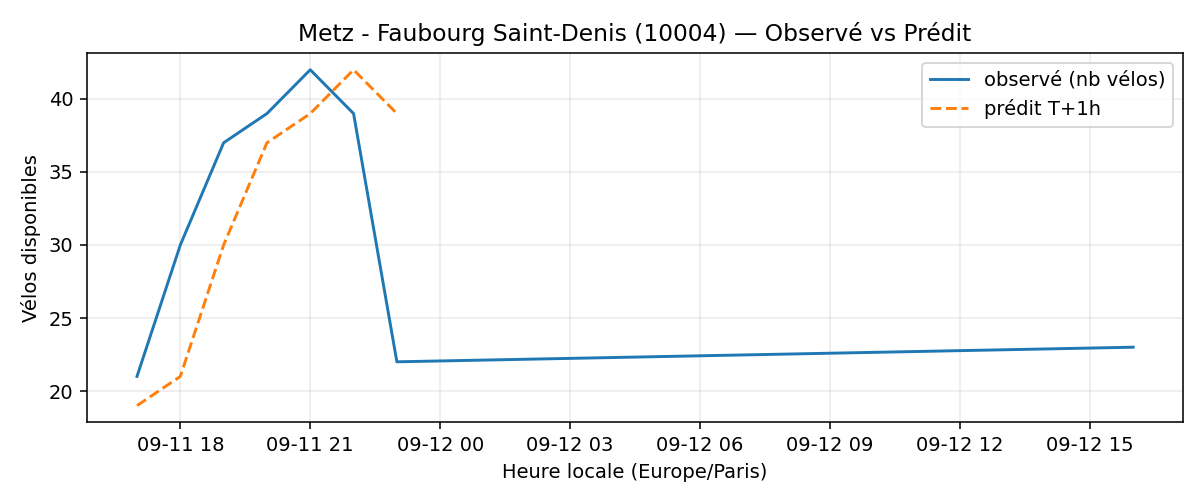 Metz - Faubourg Saint-Denis (10004) — Observé vs Prédit
observé (nb vélos)
prédit T+1h
Vélos disponibles
40
35
30
25
20
09-11 18
09-11 21
09-12 00
09-12 03
09-12 06
09-12 09
09-12 12
09-12 15
Heure locale (Europe/Paris)